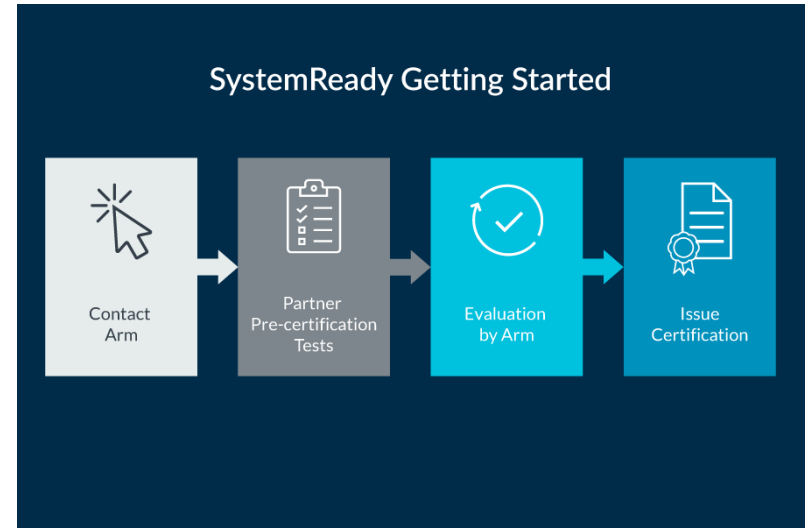 SystemReady Getting Started
Contact
Arm
Partner
Pre-certification
Tests
Evaluation
by Arm
Issue
Certification